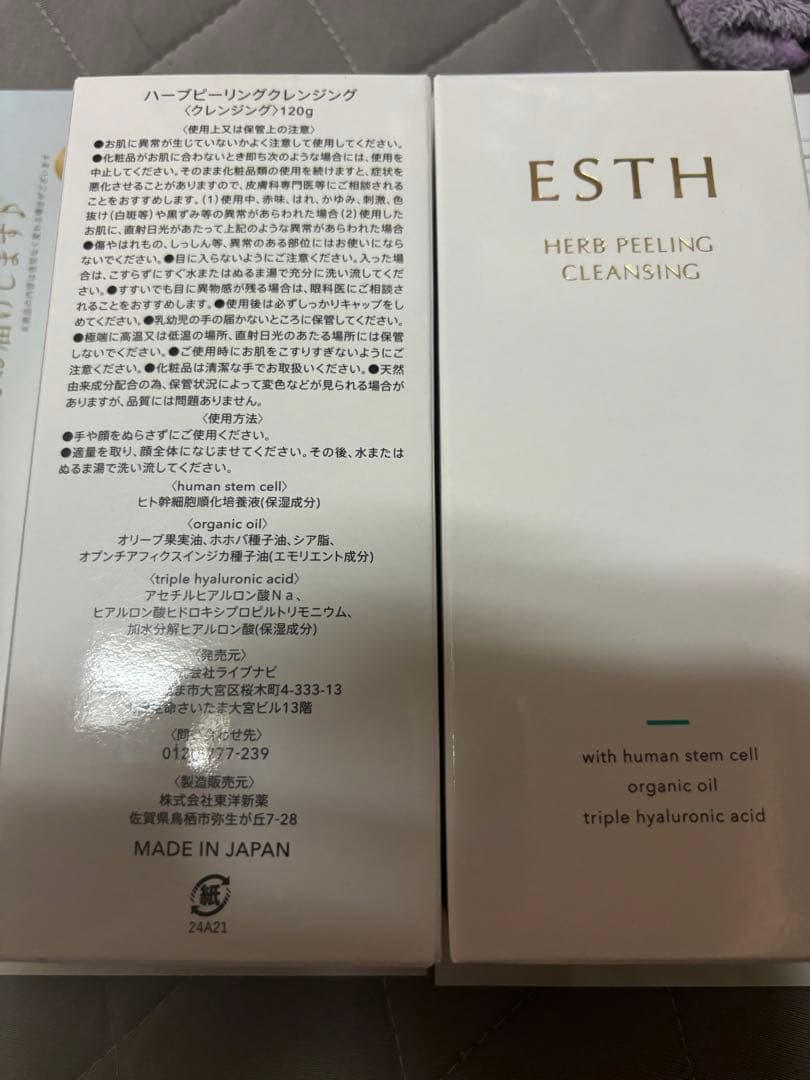 ハーブピーリングクレンジング
〈クレンジング〉120g
〈使用上又は保管上の注意〉
●お肌に異常が生じていないかよく注意して使用してください。
●化粧品がお肌に合わないとき即ち次のような場合には、使用を
中止してください。そのまま化粧品類の使用を続けますと、症状を
悪化させることがありますので、皮膚科専門医等にご相談される
ことをおすすめします。(1)使用中、赤味、はれ、かゆみ、刺激、色
抜け(白斑等)や黒ずみ等の異常があらわれた場合(2)使用した
お肌に、直射日光があたって上記のような異常があらわれた場合
●傷やはれもの、しっしん等、異常のある部位にはお使いになら
ないでください。●目に入らないようにご注意ください。入った場
合は、こすらずにすぐ水またはぬるま湯で充分に洗い流してくだ
さい。●すすいでも目に異物感が残る場合は、眼科医にご相談さ
れることをおすすめします。●使用後は必ずしっかりキャップをし
めてください。●乳幼児の手の届かないところに保管してください。
●極端に高温又は低温の場所、直射日光のあたる場所には保管
しないでください。●ご使用時にお肌をこすりすぎないようにご
注意ください。●化粧品は清潔な手でお取扱いください。●天然
由来成分配合の為、保管状況によって変色などが見られる場合が
ありますが、品質には問題ありません。
〈使用方法〉
●手や顔をぬらさずにご使用ください。
●適量を取り、顔全体になじませてください。その後、水または
ぬるま湯で洗い流してください。
〈human stem cell〉
ヒト幹細胞順化培養液(保湿成分)
〈organic oil〉
オリーブ果実油、ホホバ種子油、シア脂、
オプンチアフィクスインジカ種子油(エモリエント成分)
〈triple hyaluronic acid〉
アセチルヒアルロン酸Na、
ヒアルロン酸ヒドロキシプロピルトリモニウム、
加水分解ヒアルロン酸(保湿成分)
〈発売元〉
会社ライブナビ
ま市大宮区桜木町4-333-13
生命さいたま大宮ビル13階
〈問 合わせ先〉
012 777-239
〈製造販売元〉
株式会社東洋新薬
佐賀県鳥栖市弥生が丘7-28
MADE IN JAPAN
紙
24A21
ESTH
HERB PEELING
CLEANSING
with human stem cell
organic oil
triple hyaluronic acid